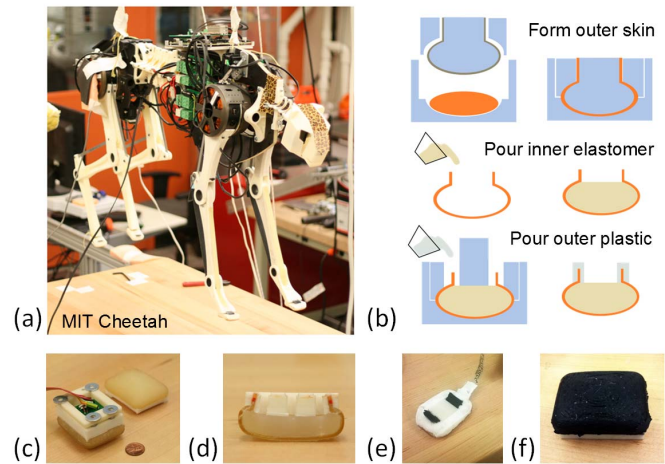 Form outer skin
Pour inner elastomer
Pour outer plastic
(a)
MIT Cheetah
(b)
(c)
(d)
(e)
(f)